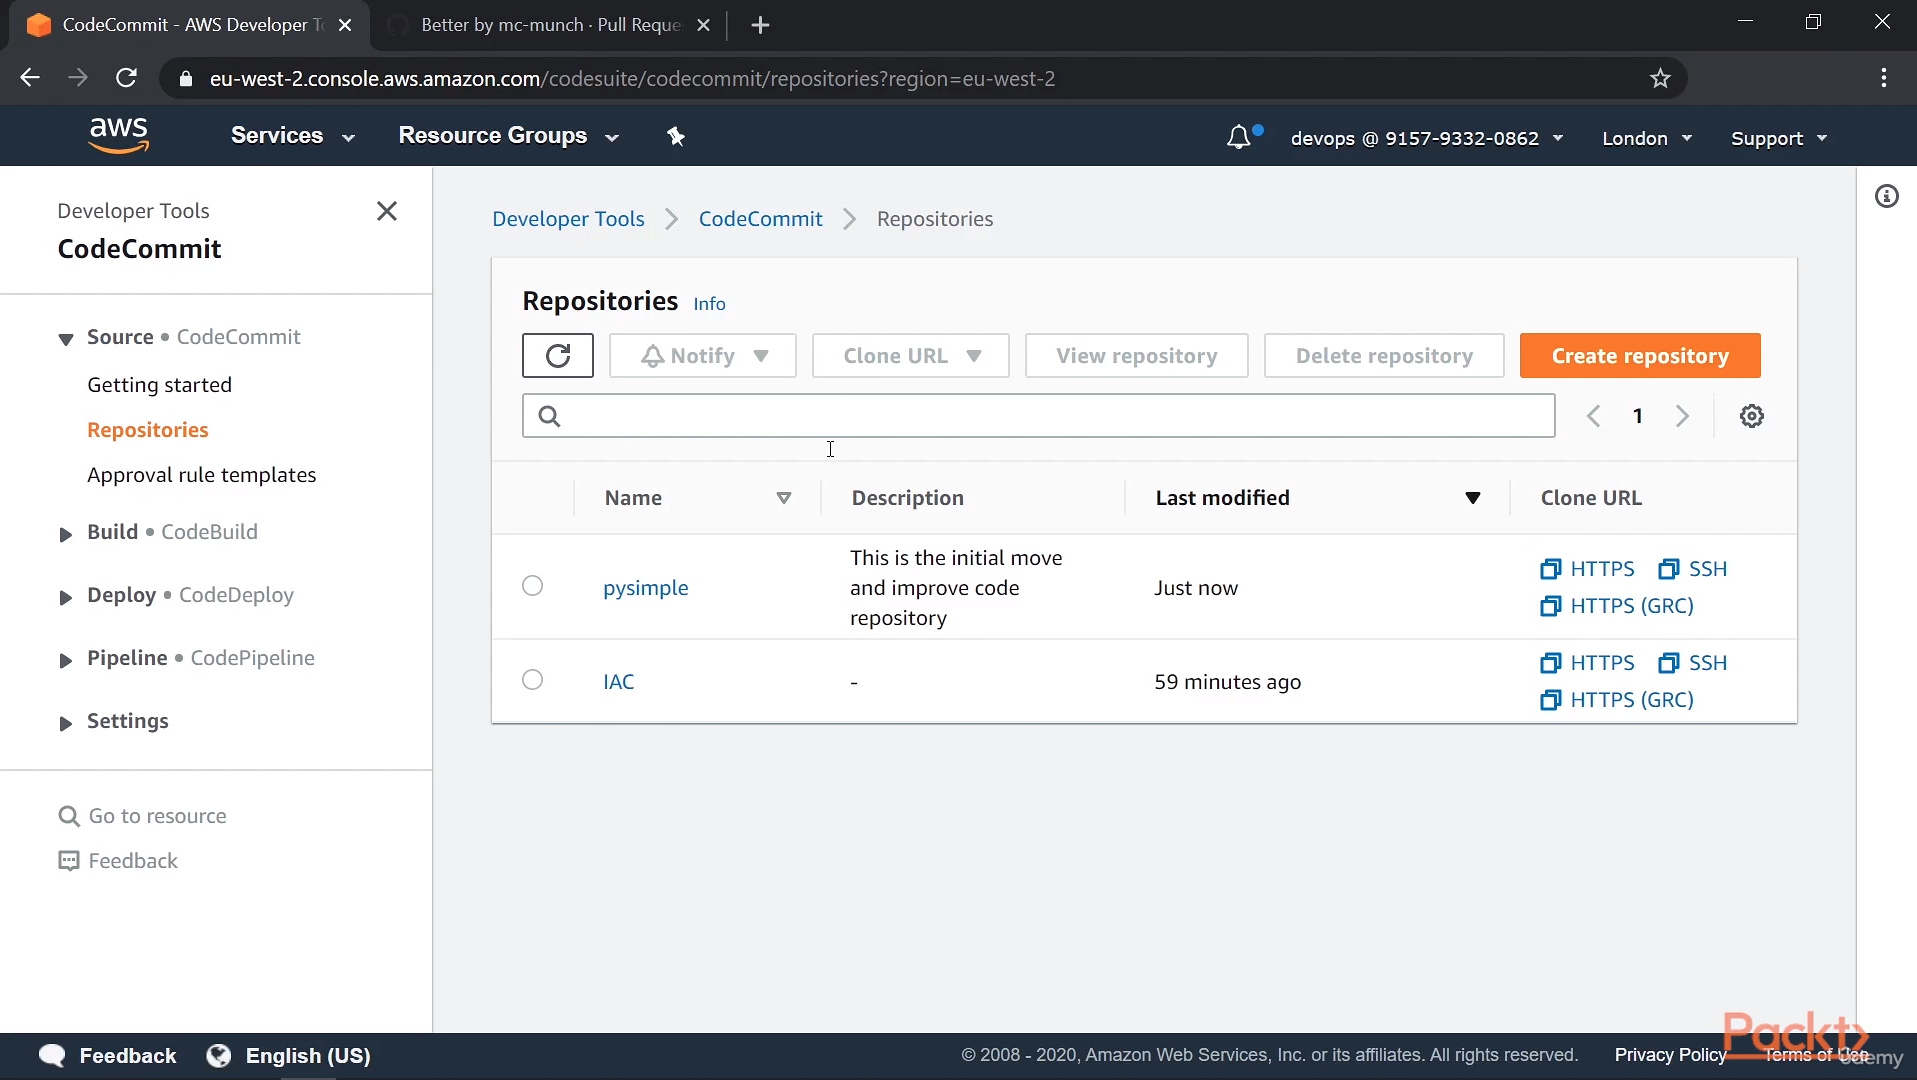 CodeCommit - AWS Developer T
Better by mc-munch · Pull Reque
eu-west-2.console.aws.amazon.com/codesuite/codecommit/repositories?region=eu-west-2
aws
Services
Resource Groups
devops @ 9157-9332-0862
London
Support
Developer Tools
CodeCommit
Source • CodeCommit
Getting started
Repositories
Approval rule templates
Build • CodeBuild
Deploy • CodeDeploy
Pipeline • CodePipeline
Settings
Go to resource
Feedback
Developer Tools
CodeCommit
Repositories
Repositories Info
Notify
Clone URL
View repository
Delete repository
Create repository
1
Name
Description
Last modified
Clone URL
pysimple
This is the initial move
and improve code
repository
Just now
HTTPS SSH
HTTPS (GRC)
IAC
-
59 minutes ago
HTTPS SSH
HTTPS (GRC)
Feedback
English (US)
© 2008 - 2020, Amazon Web Services, Inc. or its affiliates. All rights reserved.
Privacy Policy
Terms of Use
Packt>
udemy